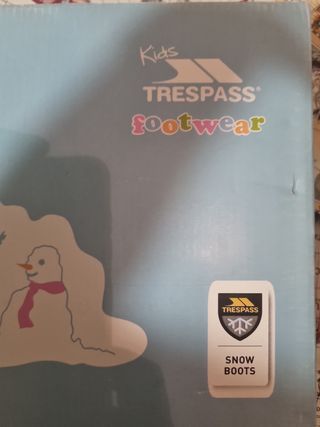 Kids
TRESPASS®
footwear
TRESPASS
SNOW
BOOTS